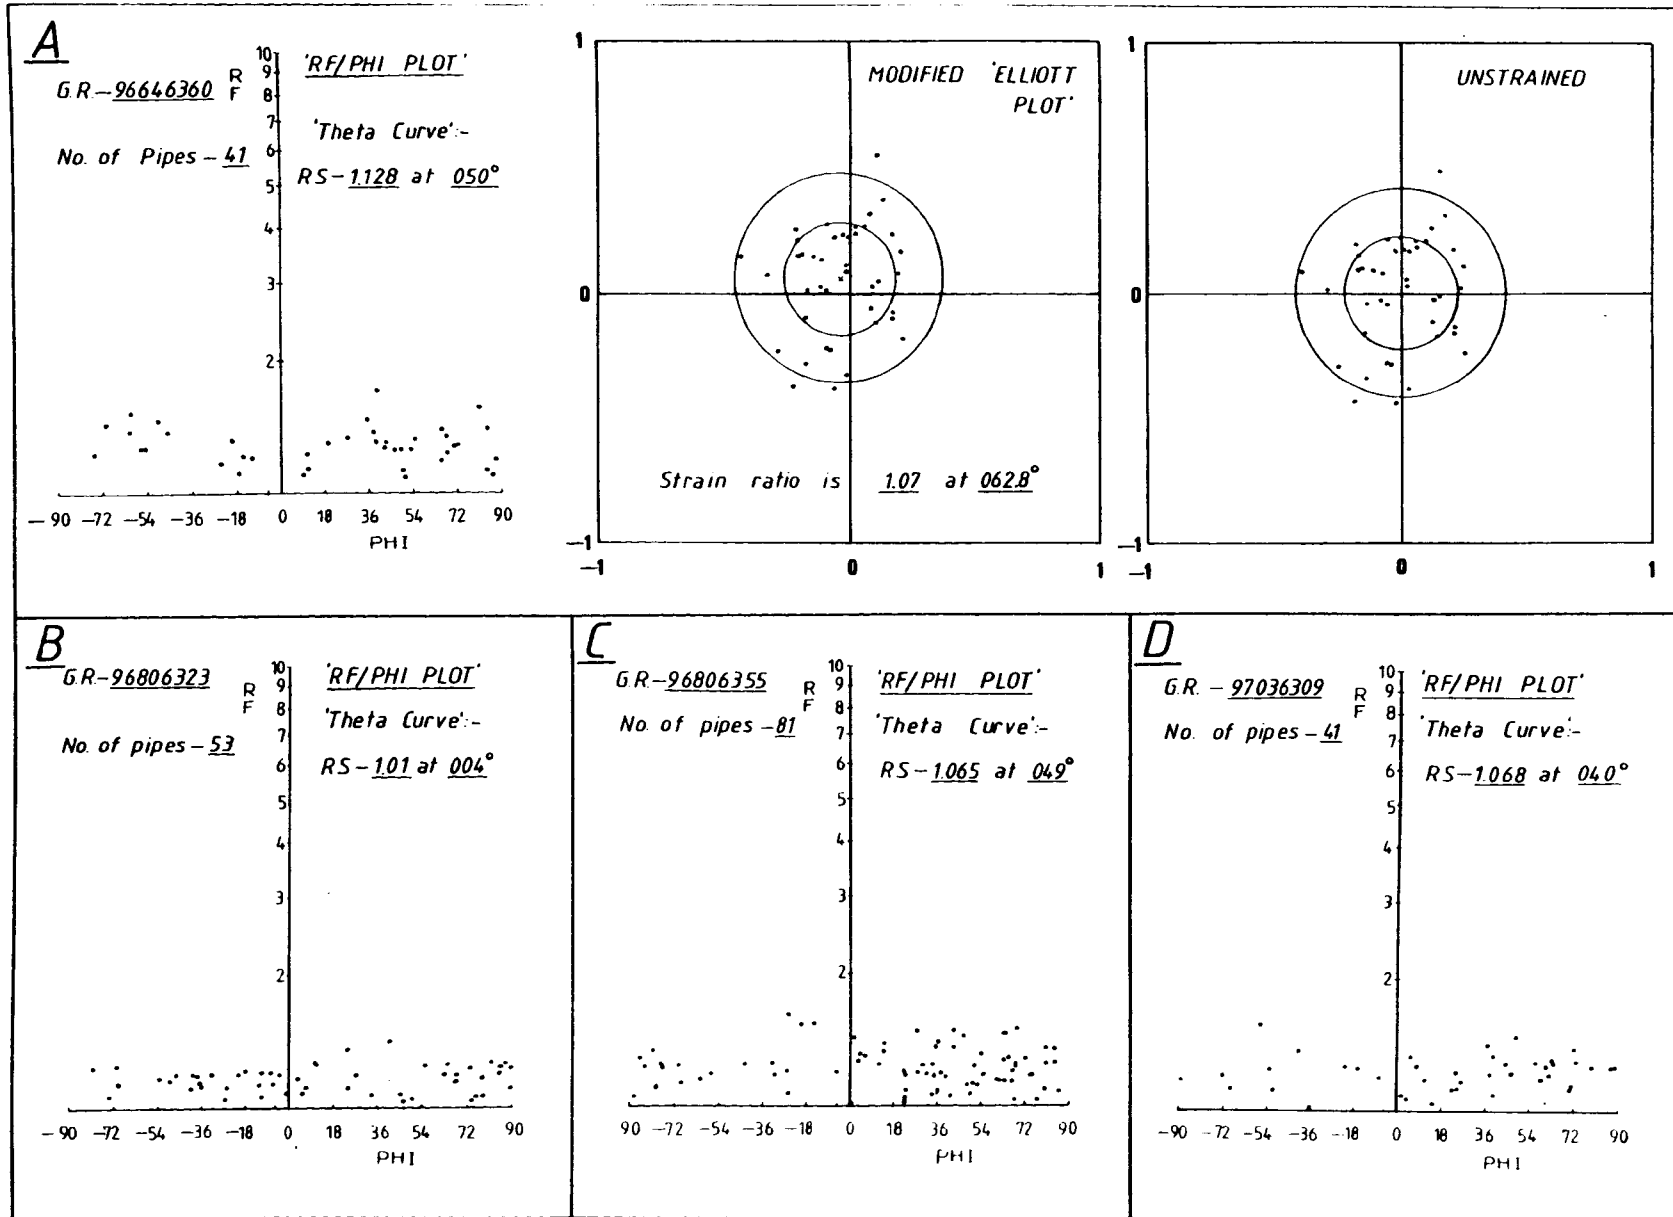 A
G.R.-96646360
No. of Pipes-41
R
F
10
9
8
7
6
5
4
3
2
'RF/PHI PLOT'
'Theta Curve':-
RS-1.128 at 050°
-90 -72 -54 -36 -18 0 18 36 54 72 90
PHI
1
0
-1
MODIFIED 'ELLIOTT
PLOT'
Strain ratio is 1.07 at 062.8°
-1 0 1
1
0
-1
UNSTRAINED
-1 0 1
B
G.R-96806323
No. of pipes-53
R
F
10
9
8
7
6
5
4
3
2
'RF/PHI PLOT'
'Theta Curve':-
RS-1.01 at 004°
-90 -72 -54 -36 -18 0 18 36 54 72 90
PHI
C
G.R-96806355
No. of pipes-81
R
F
10
9
8
7
6
5
4
3
2
'RF/PHI PLOT'
'Theta Curve':-
RS-1.065 at 049°
90 -72 -54 -36 -18 0 18 36 54 72 90
PHI
D
G.R.-97036309
No. of pipes-41
R
F
10
9
8
7
6
5
4
3
2
'RF/PHI PLOT'
'Theta Curve':-
RS-1.068 at 040°
-90 -72 -54 -36 -18 0 18 36 54 72 90
PHI